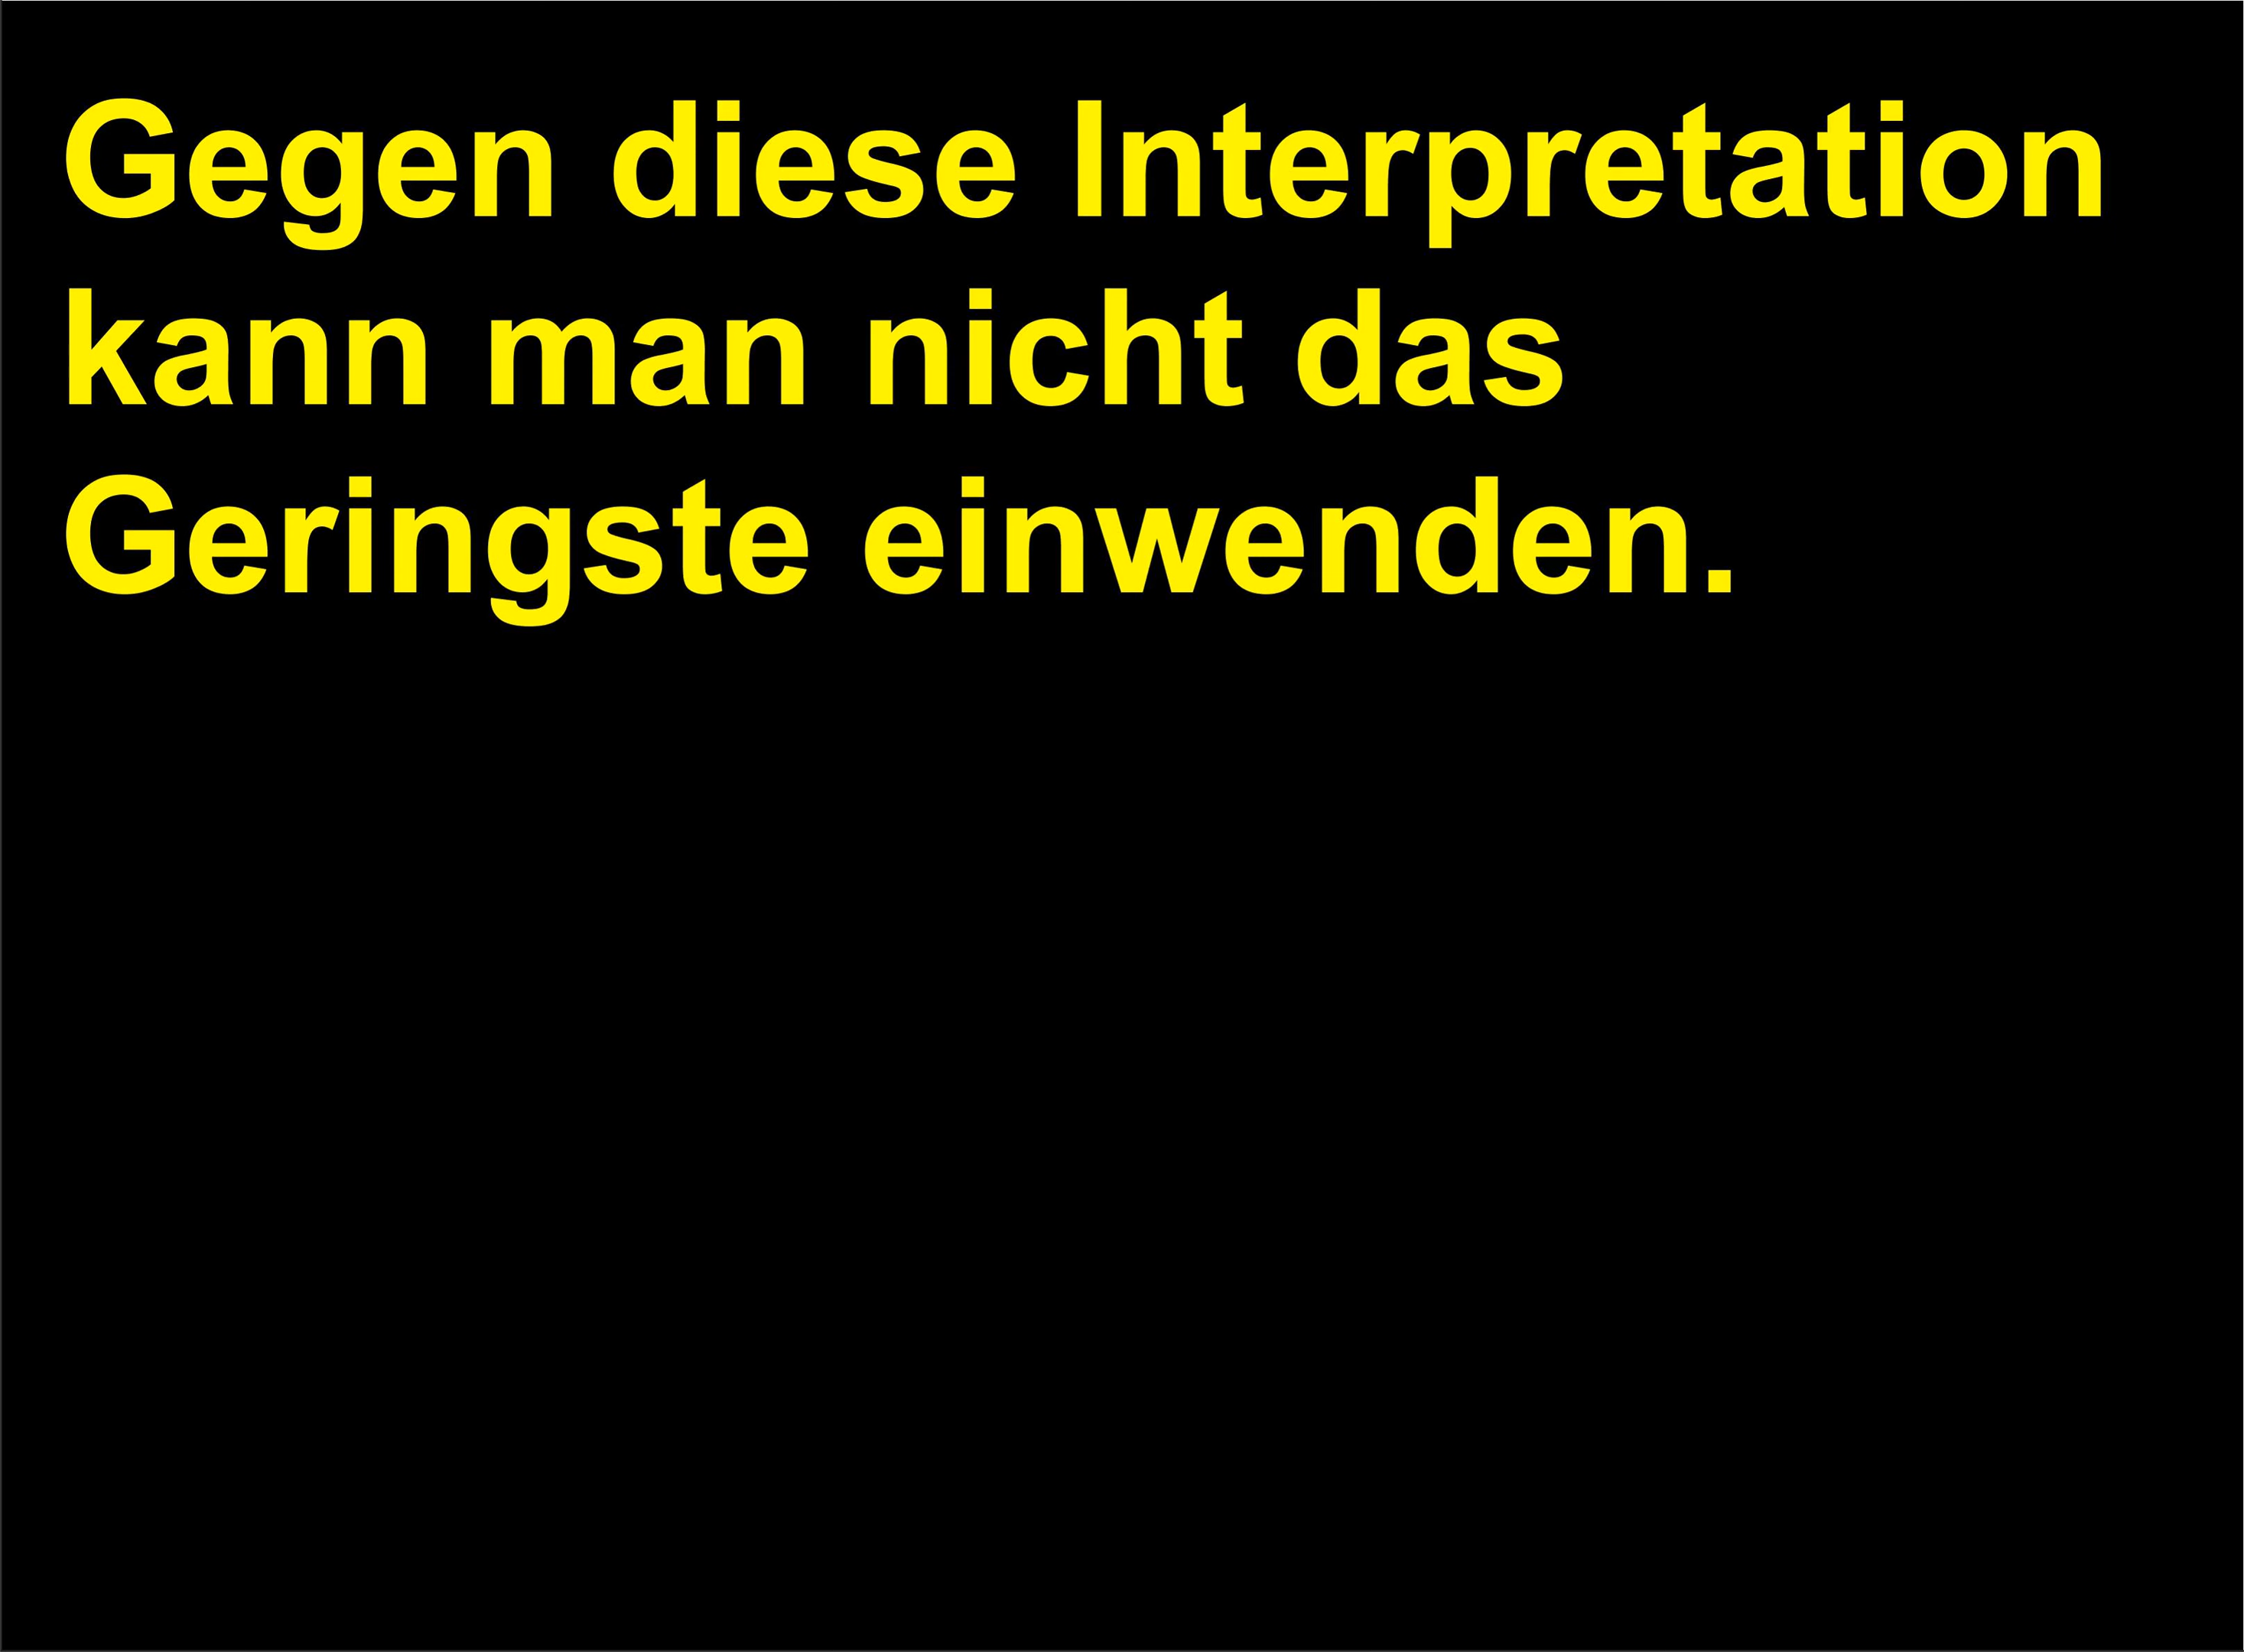 Gegen diese Interpretation
kann man nicht das
Geringste einwenden.